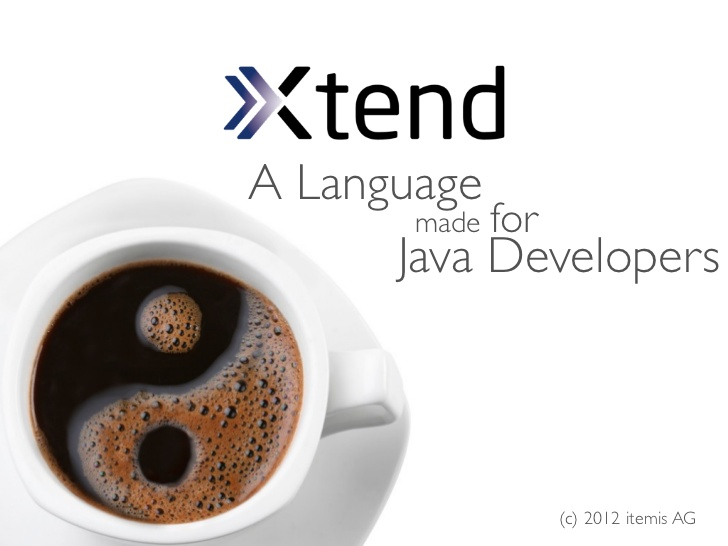 Xtend
A Language
made for
Java Developers
(c) 2012 itemis AG